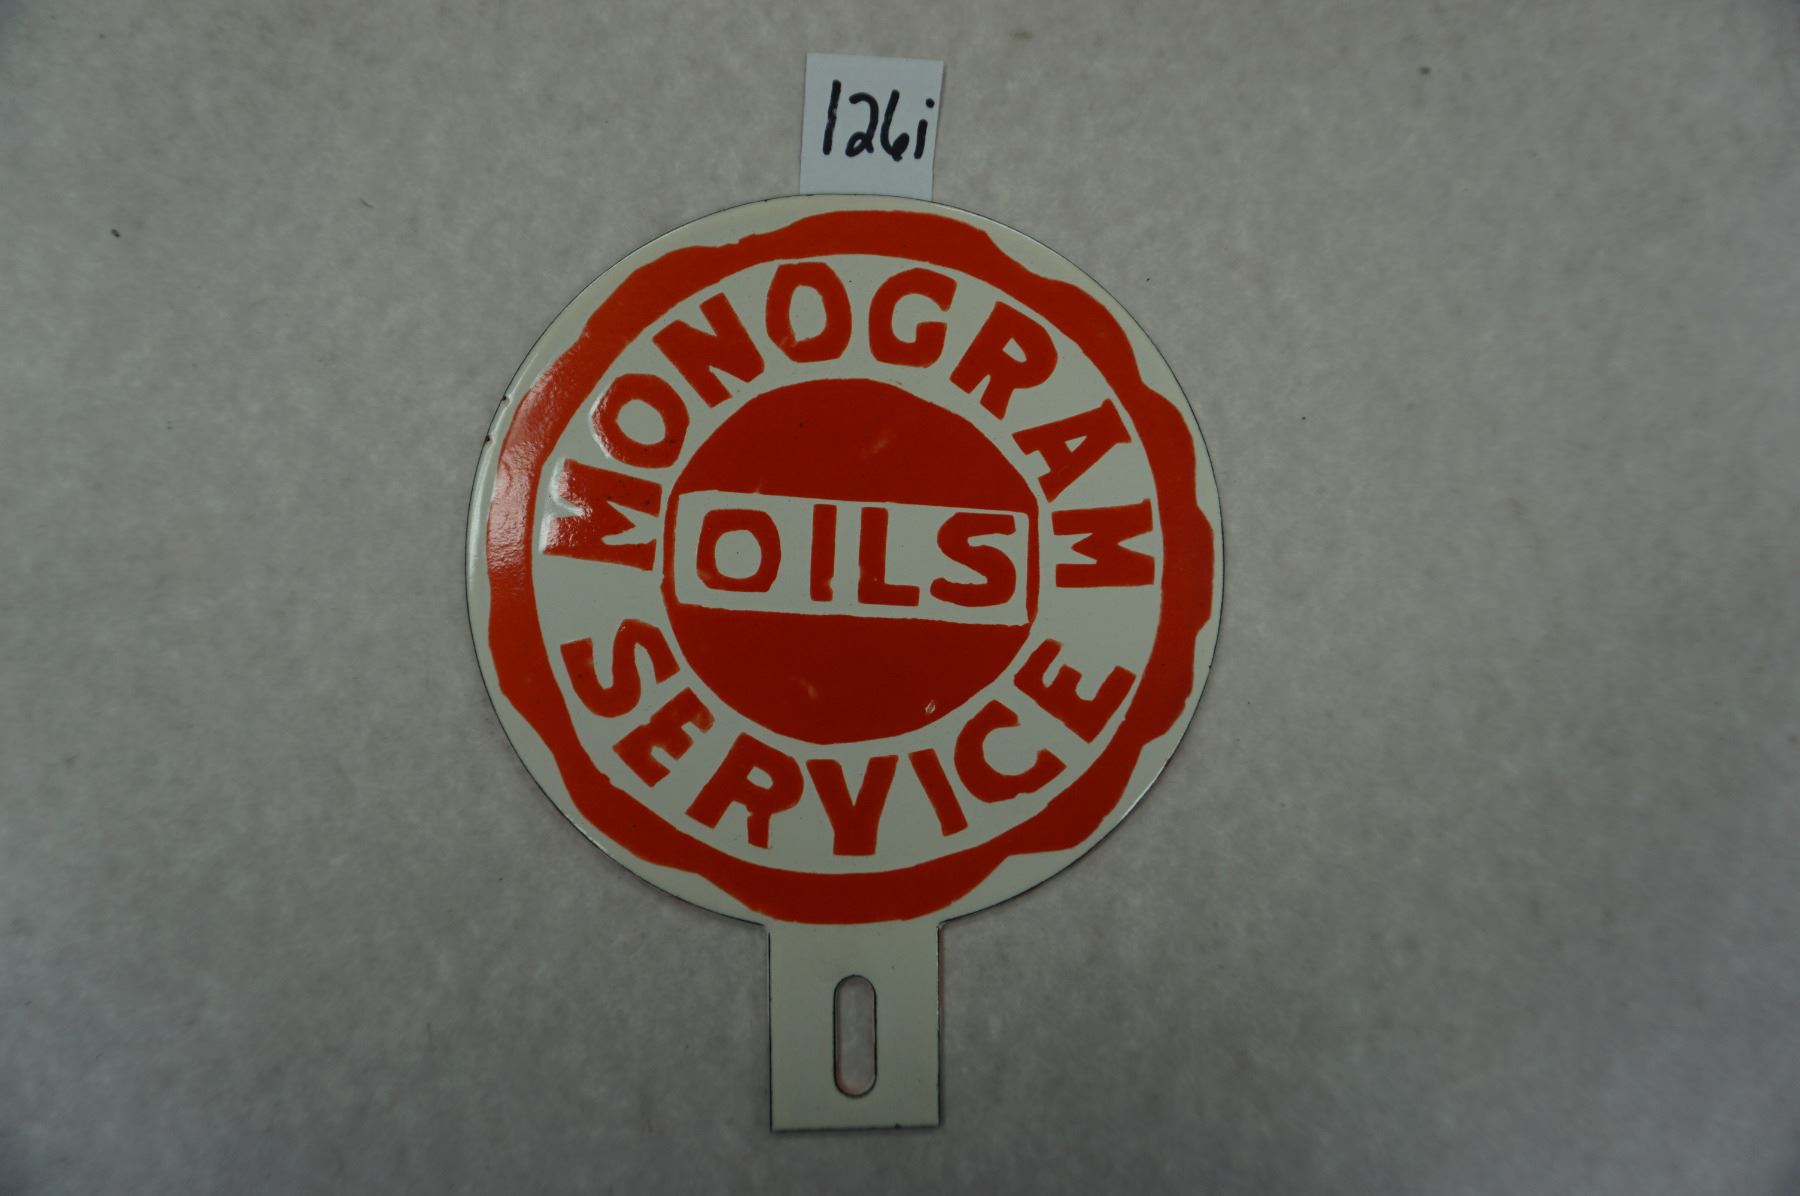 126i
MONOGRAM
OILS
SERVICE